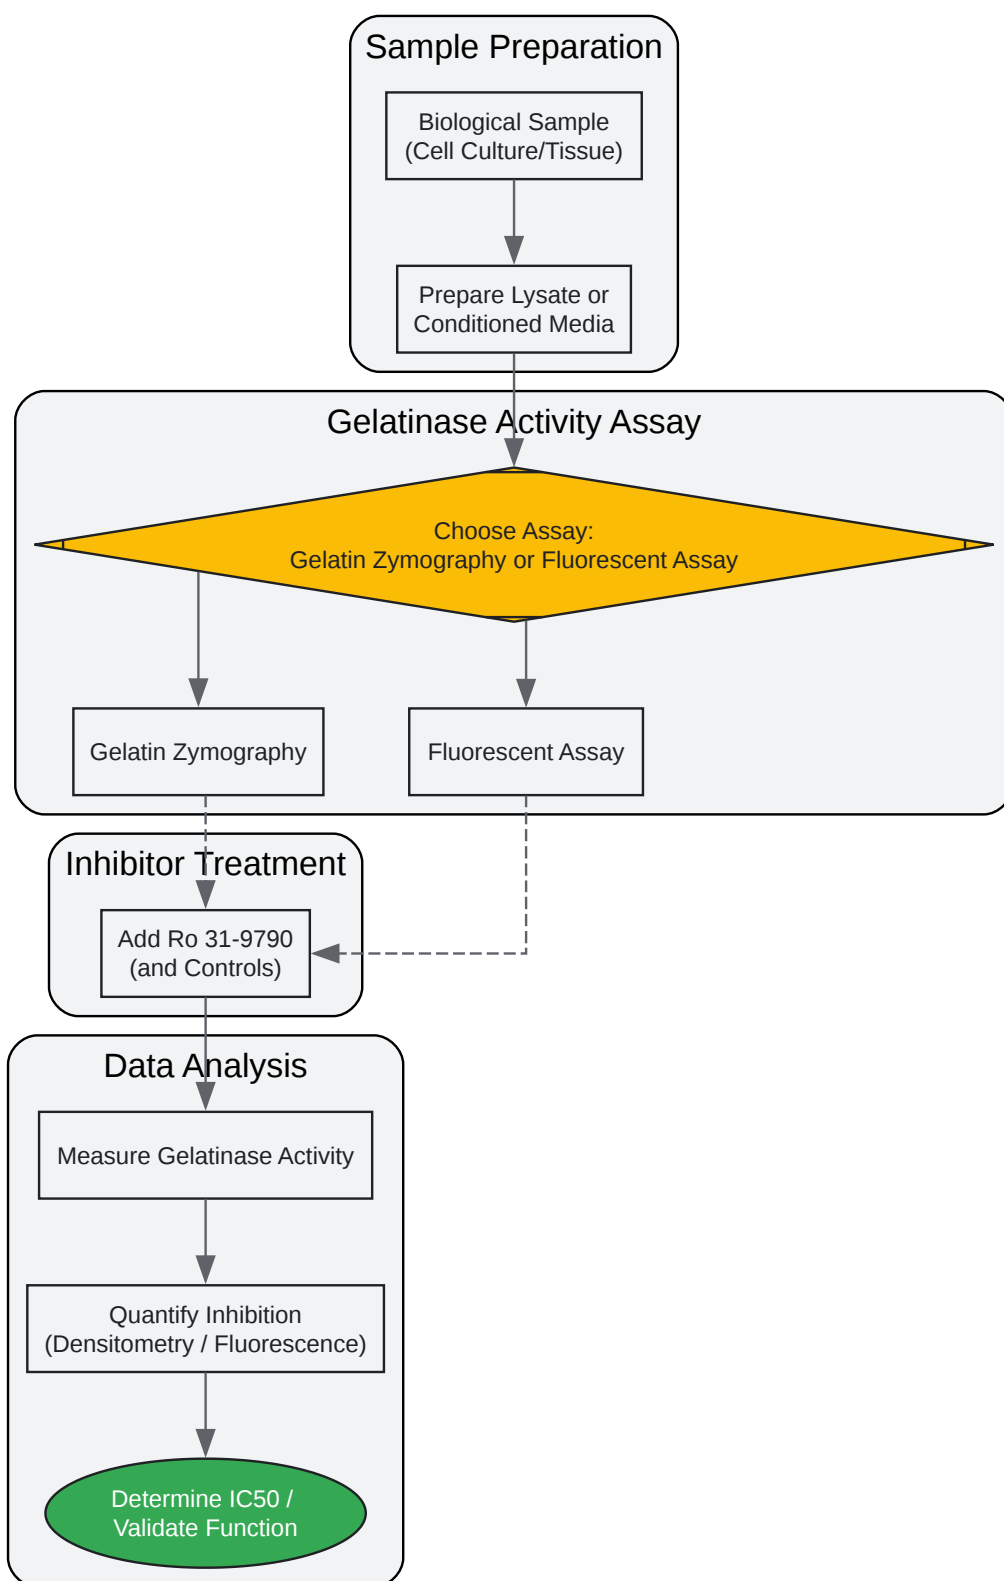 Sample Preparation
Biological Sample
(Cell Culture/Tissue)
Prepare Lysate or
Conditioned Media
Gelatinase Activity Assay
Choose Assay:
Gelatin Zymography or Fluorescent Assay
Gelatin Zymography
Fluorescent Assay
Inhibitor Treatment
Add Ro 31-9790
(and Controls)
Data Analysis
Measure Gelatinase Activity
Quantify Inhibition
(Densitometry / Fluorescence)
Determine IC50 /
Validate Function